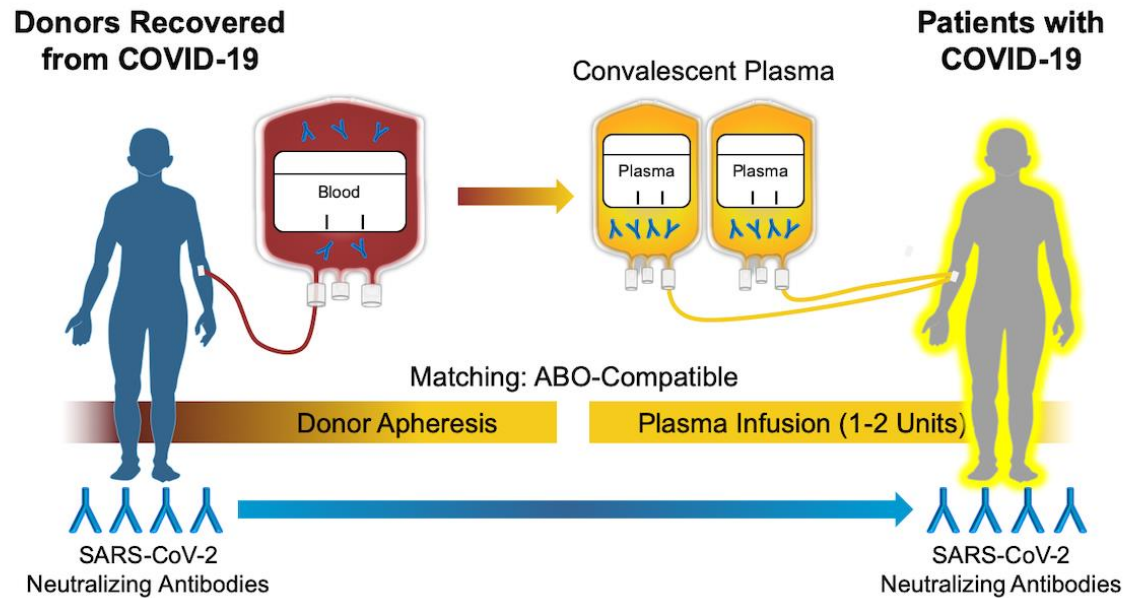 Donors Recovered
from COVID-19
Patients with
COVID-19
Convalescent Plasma
Blood
Plasma
Plasma
Matching: ABO-Compatible
Donor Apheresis
Plasma Infusion (1-2 Units)
SARS-CoV-2
Neutralizing Antibodies
SARS-CoV-2
Neutralizing Antibodies